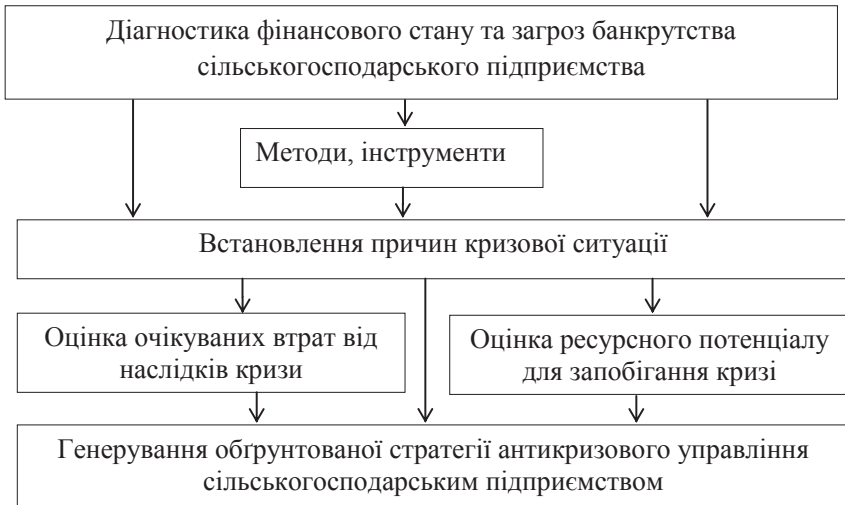 Діагностика фінансового стану та загроз банкрутства
сільськогосподарського підприємства
Методи, інструменти
Встановлення причин кризової ситуації
Оцінка очікуваних втрат від
наслідків кризи
Оцінка ресурсного потенціалу
для запобігання кризі
Генерування обґрунтованої стратегії антикризового управління
сільськогосподарським підприємством